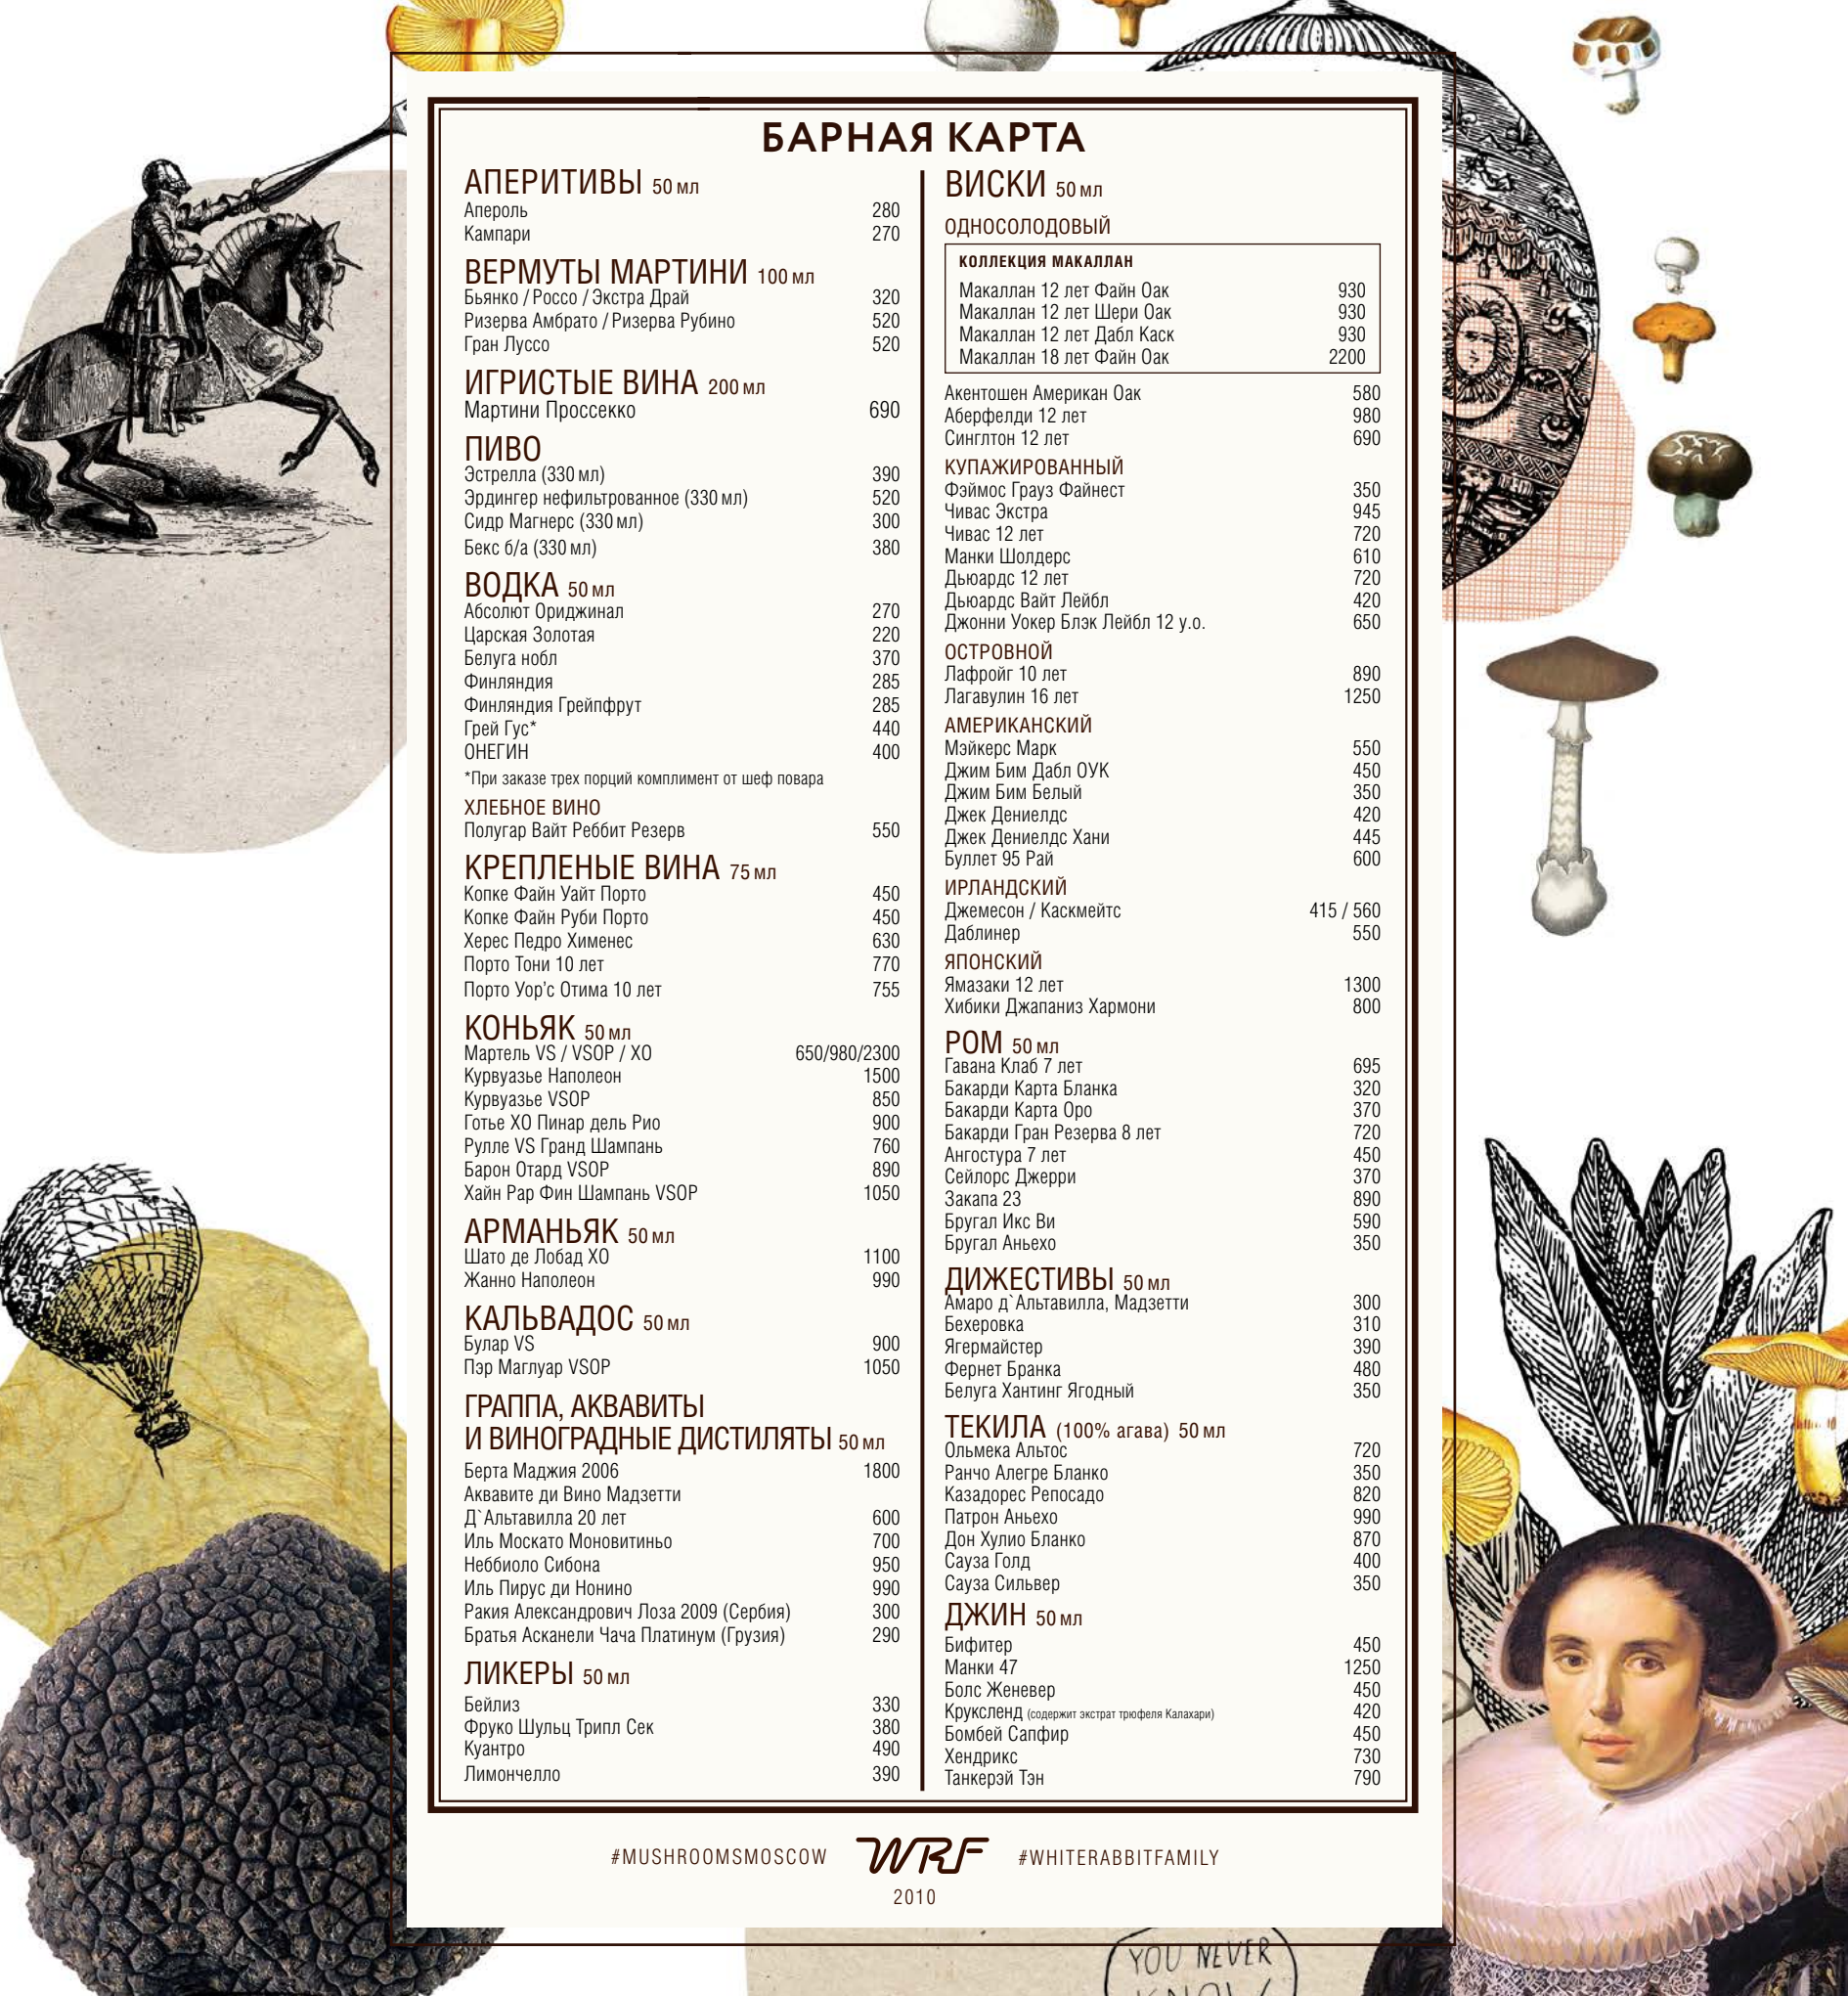 БАРНАЯ КАРТА
АПЕРИТИВЫ 50 мл
Апероль 280
Кампари 270
ВЕРМУТЫ МАРТИНИ 100 мл
Бьянко / Россо / Экстра Драй 320
Ризерва Амбрато / Ризерва Рубино 520
Гран Луссо 520
ИГРИСТЫЕ ВИНА 200 мл
Мартини Проссекко 690
ПИВО
Эстрелла (330 мл) 390
Эрдингер нефильтрованное (330 мл) 520
Сидр Магнерс (330 мл) 300
Бекс б/а (330 мл) 380
ВОДКА 50 мл
Абсолют Ориджинал 270
Царская Золотая 220
Белуга нобл 370
Финляндия 285
Финляндия Грейпфрут 285
Грей Гус* 440
ОНЕГИН 400
*При заказе трех порций комплимент от шеф повара
ХЛЕБНОЕ ВИНО
Полугар Вайт Реббит Резерв 550
КРЕПЛЕНЫЕ ВИНА 75 мл
Копке Файн Уайт Порто 450
Копке Файн Руби Порто 450
Херес Педро Хименес 630
Порто Тони 10 лет 770
Порто Уор'с Отима 10 лет 755
КОНЬЯК 50 мл
Мартель VS / VSOP / XO 650/980/2300
Курвуазье Наполеон 1500
Курвуазье VSOP 850
Готье XO Пинар дель Рио 900
Рулле VS Гранд Шампань 760
Барон Отард VSOP 890
Хайн Рар Фин Шампань VSOP 1050
АРМАНЬЯК 50 мл
Шато де Лобад XO 1100
Жанно Наполеон 990
КАЛЬВАДОС 50 мл
Булар VS 900
Пэр Маглуар VSOP 1050
ГРАППА, АКВАВИТЫ
И ВИНОГРАДНЫЕ ДИСТИЛЯТЫ 50 мл
Берта Маджия 2006 1800
Аквавите ди Вино Мадзетти
Д`Альтавилла 20 лет 600
Иль Москато Моновитиньо 700
Неббиоло Сибона 950
Иль Пирус ди Нонино 990
Ракия Александрович Лоза 2009 (Сербия) 300
Братья Асканели Чача Платинум (Грузия) 290
ЛИКЕРЫ 50 мл
Бейлиз 330
Фруко Шульц Трипл Сек 380
Куантро 490
Лимончелло 390
ВИСКИ 50 мл
ОДНОСОЛОДОВЫЙ
КОЛЛЕКЦИЯ МАКАЛЛАН
Макаллан 12 лет Файн Оак 930
Макаллан 12 лет Шери Оак 930
Макаллан 12 лет Дабл Каск 930
Макаллан 18 лет Файн Оак 2200
Акентошен Американ Оак 580
Аберфелди 12 лет 980
Синглтон 12 лет 690
КУПАЖИРОВАННЫЙ
Фэймос Грауз Файнест 350
Чивас Экстра 945
Чивас 12 лет 720
Манки Шолдерс 610
Дьюардс 12 лет 720
Дьюардс Вайт Лейбл 420
Джонни Уокер Блэк Лейбл 12 у.о. 650
ОСТРОВНОЙ
Лафройг 10 лет 890
Лагавулин 16 лет 1250
АМЕРИКАНСКИЙ
Мэйкерс Марк 550
Джим Бим Дабл ОУК 450
Джим Бим Белый 350
Джек Дениелдс 420
Джек Дениелдс Хани 445
Буллет 95 Рай 600
ИРЛАНДСКИЙ
Джемесон / Каскмейтс 415 / 560
Даблинер 550
ЯПОНСКИЙ
Ямазаки 12 лет 1300
Хибики Джапаниз Хармони 800
РОМ 50 мл
Гавана Клаб 7 лет 695
Бакарди Карта Бланка 320
Бакарди Карта Оро 370
Бакарди Гран Резерва 8 лет 720
Ангостура 7 лет 450
Сейлорс Джерри 370
Закапа 23 890
Бругал Икс Ви 590
Бругал Аньехо 350
ДИЖЕСТИВЫ 50 мл
Амаро д`Альтавилла, Мадзетти 300
Бехеровка 310
Ягермайстер 390
Фернет Бранка 480
Белуга Хантинг Ягодный 350
ТЕКИЛА (100% агава) 50 мл
Ольмека Альтос 720
Ранчо Алегре Бланко 350
Казадорес Репосадо 820
Патрон Аньехо 990
Дон Хулио Бланко 870
Сауза Голд 400
Сауза Сильвер 350
ДЖИН 50 мл
Бифитер 450
Манки 47 1250
Болс Женевер 450
Круксленд (содержит экстрат трюфеля Калахари) 420
Бомбей Сапфир 450
Хендрикс 730
Танкерэй Тэн 790
#MUSHROOMSMOSCOW WRF #WHITERABBITFAMILY
2010
YOU NEVER
KNOW